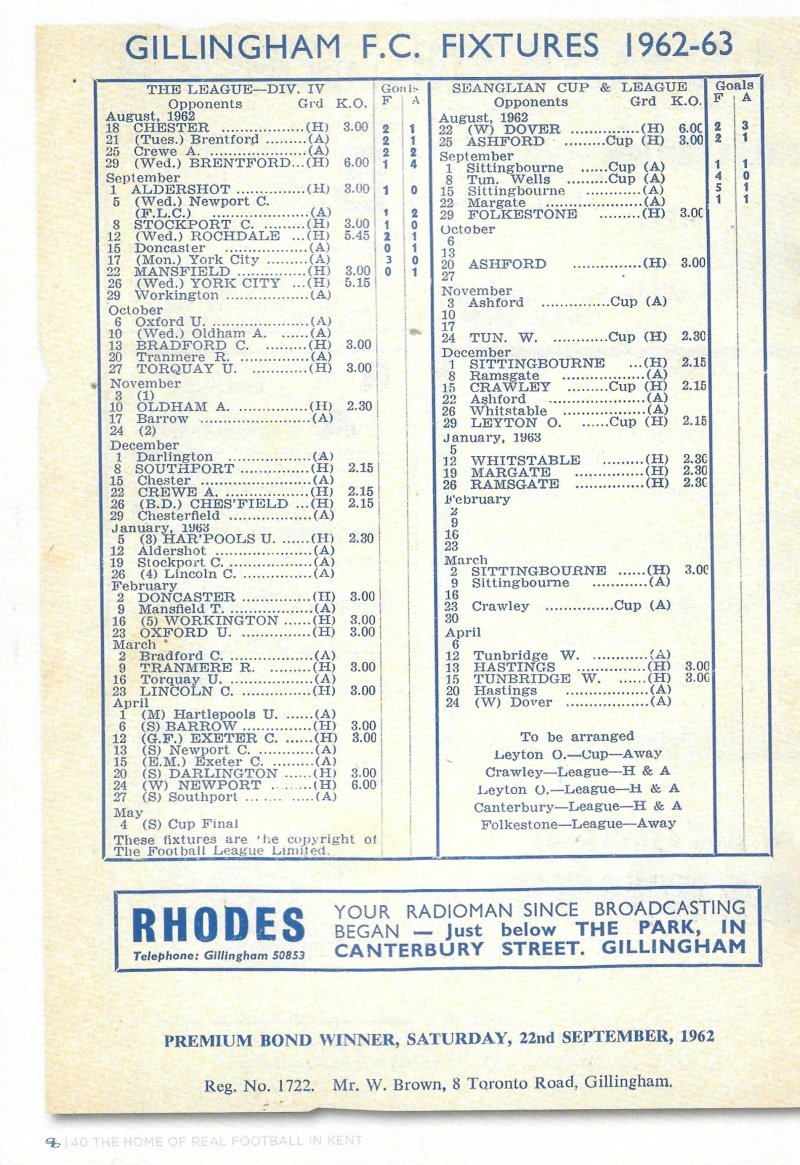 GILLINGHAM F.C. FIXTURES 1962-63
THE LEAGUE—DIV. IV Goals
Opponents Grd K.O. F A
August, 1962
18 CHESTER ................(H) 3.00 2 1
21 (Tues.) Brentford .........(A) 2 1
25 Crewe A. ..................(A) 2 2
29 (Wed.) BRENTFORD...(H) 6.00 1 4
September
1 ALDERSHOT ..............(H) 3.00 1 0
5 (Wed.) Newport C.
(F.L.C.) ..................(A) 1 2
8 STOCKPORT C. .........(H) 3.00 1 0
12 (Wed.) ROCHDALE ...(H) 5.45 2 1
15 Doncaster ...............(A) 0 1
17 (Mon.) York City .........(A) 3 0
22 MANSFIELD ............(H) 3.00 0 1
26 (Wed.) YORK CITY ...(H) 5.15
29 Workington ...............(A)
October
6 Oxford U. ..................(A)
10 (Wed.) Oldham A. ......(A)
13 BRADFORD C. .........(H) 3.00
20 Tranmere R. ............(A)
27 TORQUAY U. ............(H) 3.00
November
3 (1)
10 OLDHAM A. ...............(H) 2.30
17 Barrow .....................(A)
24 (2)
December
1 Darlington ...............(A)
8 SOUTHPORT ............(H) 2.15
15 Chester .....................(A)
22 CREWE A. ...............(H) 2.15
26 (B.D.) CHES'FIELD ...(H) 2.15
29 Chesterfield ...............(A)
January, 1963
5 (3) HAR'POOLS U. ......(H) 2.30
12 Aldershot ..................(A)
19 Stockport C. ...............(A)
26 (4) Lincoln C. ............(A)
February
2 DONCASTER ............(H) 3.00
9 Mansfield T. ...............(A)
16 (5) WORKINGTON ......(H) 3.00
23 OXFORD U. ............(H) 3.00
March
2 Bradford C. ...............(A)
9 TRANMERE R. .........(H) 3.00
16 Torquay U. ...............(A)
23 LINCOLN C. ............(H) 3.00
April
1 (M) Hartlepools U. ......(A)
6 (S) BARROW ............(H) 3.00
12 (G.F.) EXETER C. ......(H) 3.00
13 (S) Newport C. ............(A)
15 (E.M.) Exeter C. .........(A)
20 (S) DARLINGTON ......(H) 3.00
24 (W) NEWPORT .........(H) 6.00
27 (S) Southport ............(A)
May
4 (S) Cup Final
These fixtures are the copyright of
The Football League Limited.
SEANGLIAN CUP & LEAGUE Goals
Opponents Grd K.O. F A
August, 1962
22 (W) DOVER ...............(H) 6.00 2 3
25 ASHFORD .........Cup (H) 3.00 2 1
September
1 Sittingbourne ......Cup (A) 1 1
8 Tun. Wells .........Cup (A) 4 0
15 Sittingbourne ............(A) 5 1
22 Margate ..................(A) 1 1
29 FOLKESTONE .........(H) 3.00
October
6
13
20 ASHFORD ...............(H) 3.00
27
November
3 Ashford ...............Cup (A)
10
17
24 TUN. W. ............Cup (H) 2.30
December
1 SITTINGBOURNE ...(H) 2.15
8 Ramsgate ..................(A)
15 CRAWLEY .........Cup (H) 2.15
22 Ashford ..................(A)
26 Whitstable ...............(A)
29 LEYTON O. ......Cup (H) 2.15
January, 1963
5
12 WHITSTABLE .........(H) 2.30
19 MARGATE ...............(H) 2.30
26 RAMSGATE ............(H) 2.30
February
2
9
16
23
March
2 SITTINGBOURNE ......(H) 3.00
9 Sittingbourne ............(A)
16
23 Crawley ...............Cup (A)
30
April
6
12 Tunbridge W. ............(A)
13 HASTINGS ...............(H) 3.00
15 TUNBRIDGE W. ......(H) 3.00
20 Hastings ..................(A)
24 (W) Dover ...............(A)
To be arranged
Leyton O.—Cup—Away
Crawley—League—H & A
Leyton O.—League—H & A
Canterbury—League—H & A
Folkestone—League—Away
RHODES
Telephone: Gillingham 50853
YOUR RADIOMAN SINCE BROADCASTING
BEGAN — Just below THE PARK, IN
CANTERBURY STREET. GILLINGHAM
PREMIUM BOND WINNER, SATURDAY, 22nd SEPTEMBER, 1962
Reg. No. 1722. Mr. W. Brown, 8 Toronto Road, Gillingham.
40 THE HOME OF REAL FOOTBALL IN KENT